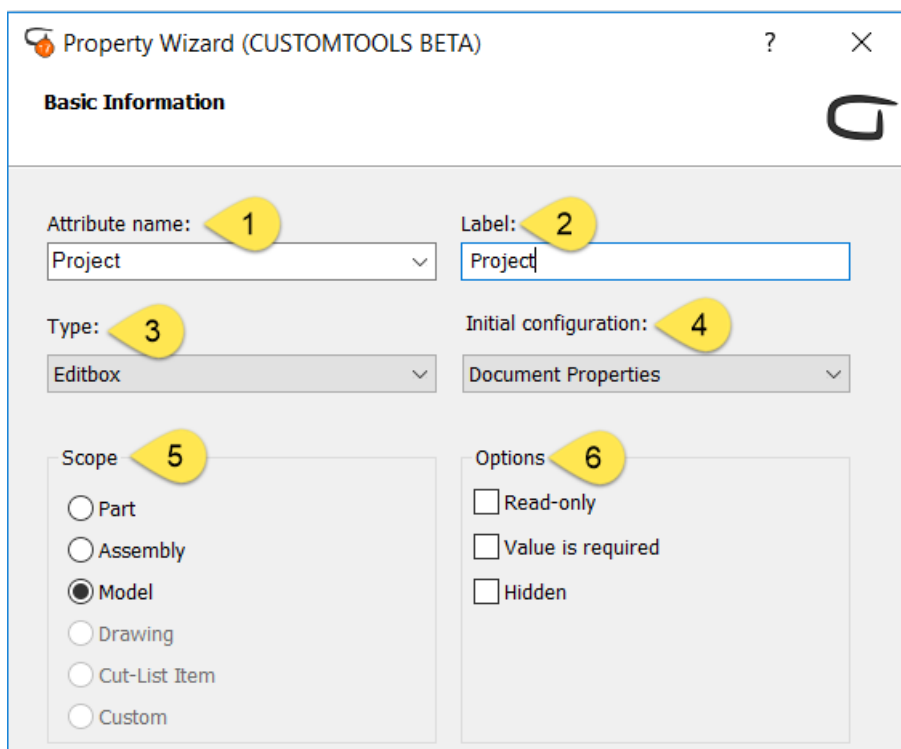 Property Wizard (CUSTOMTOOLS BETA) ?
Basic Information
Attribute name: 1 Label: 2
Project Project
Type: 3 Initial configuration: 4
Editbox Document Properties
Scope 5 Options 6
Part Read-only
Assembly Value is required
Model Hidden
Drawing
Cut-List Item
Custom